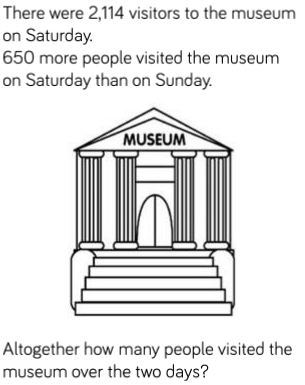 There were 2,114 visitors to the museum
on Saturday.
650 more people visited the museum
on Saturday than on Sunday.
MUSEUM
Altogether how many people visited the
museum over the two days?